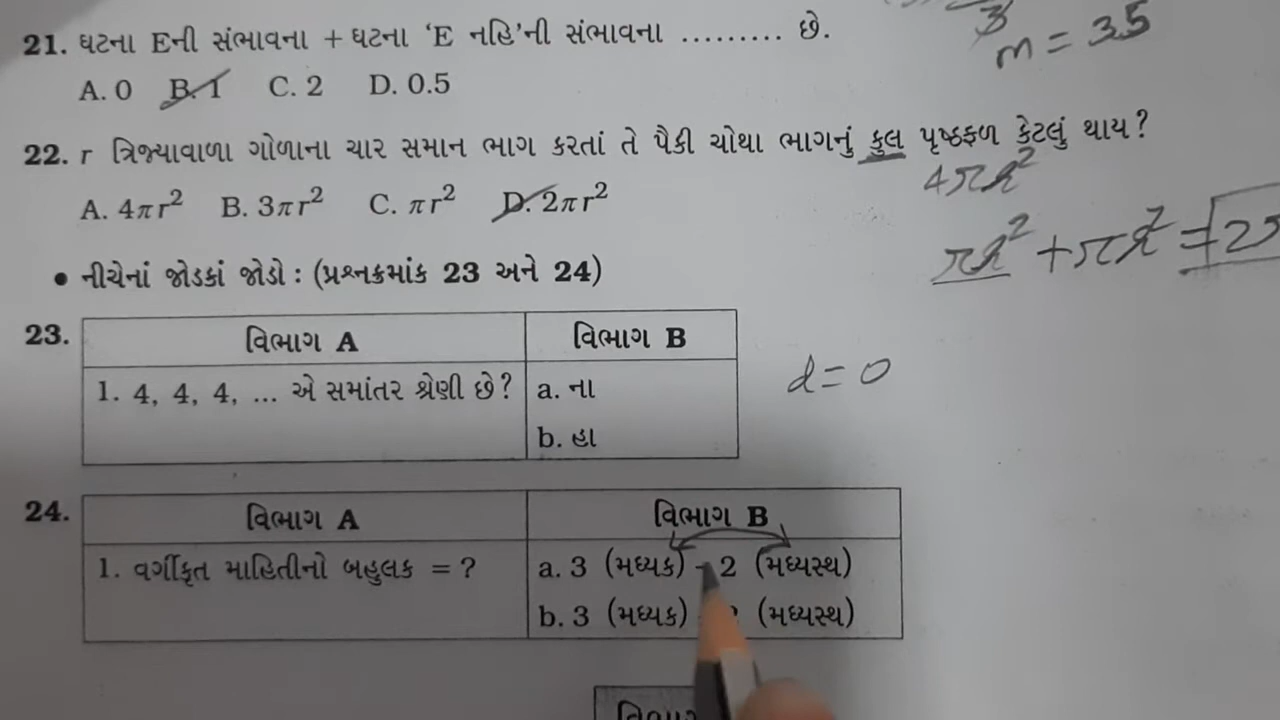 21. ઘટના Eની સંભાવના + ઘટના ‘E નહિ’ની સંભાવના ......... છે.
m = 35
A. 0 B. 1 C. 2 D. 0.5
22. r ત્રિજ્યાવાળા ગોળાના ચાર સમાન ભાગ કરતાં તે પૈકી ચોથા ભાગનું કુલ પૃષ્ઠફળ કેટલું થાય?
4πr²
A. 4πr² B. 3πr² C. πr² D. 2πr²
πr² + πr² =
• નીચેનાં જોડકાં જોડો : (પ્રશ્નક્રમાંક 23 અને 24)
23.
વિભાગ A વિભાગ B
1. 4, 4, 4, ... એ સમાંતર શ્રેણી છે? a. ના
b. હા
d = 0
24.
વિભાગ A વિભાગ B
1. વર્ગીકૃત માહિતીનો બહુલક = ? a. 3 (મધ્યક) - 2 (મધ્યસ્થ)
b. 3 (મધ્યક) (મધ્યસ્થ)